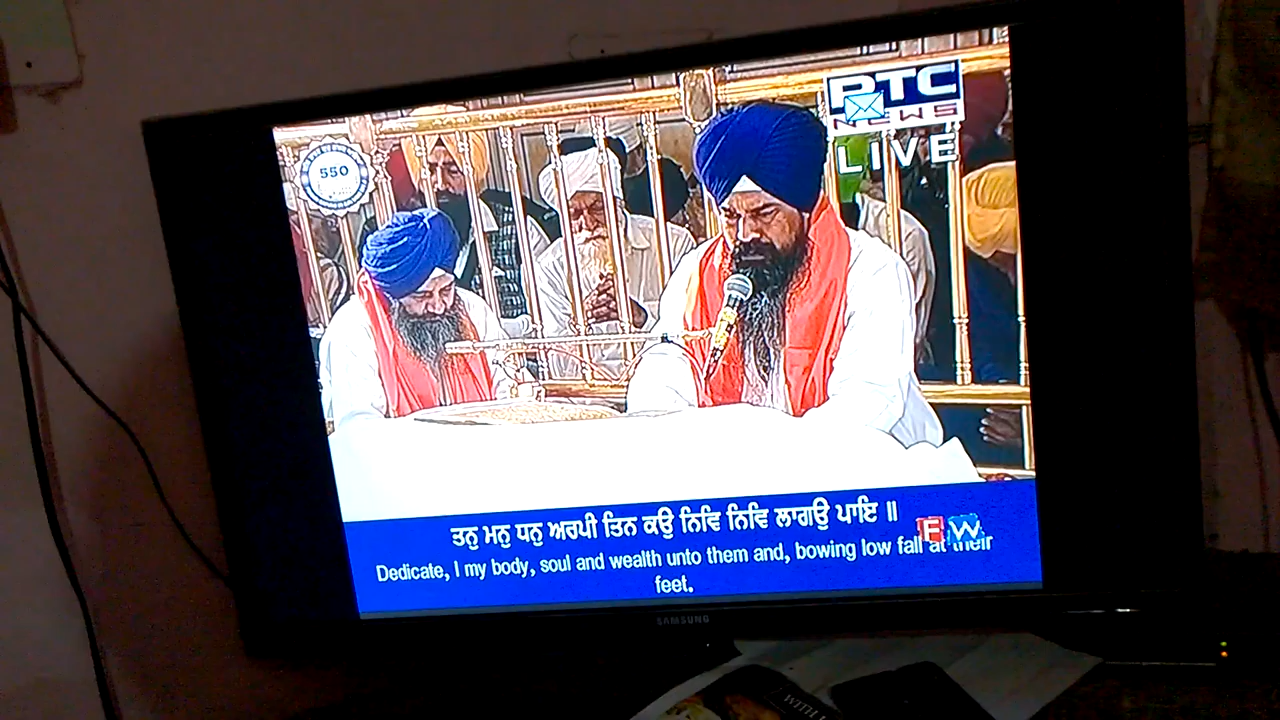 PTC
NEWS
LIVE
550
ਤਨੁ ਮਨੁ ਧਨੁ ਅਰਪੀ ਤਿਨ ਕਉ ਨਿਵਿ ਨਿਵਿ ਲਾਗਉ ਪਾਇ ॥
Dedicate, I my body, soul and wealth unto them and, bowing low fall at their
feet.
F W
SAMSUNG
WITH